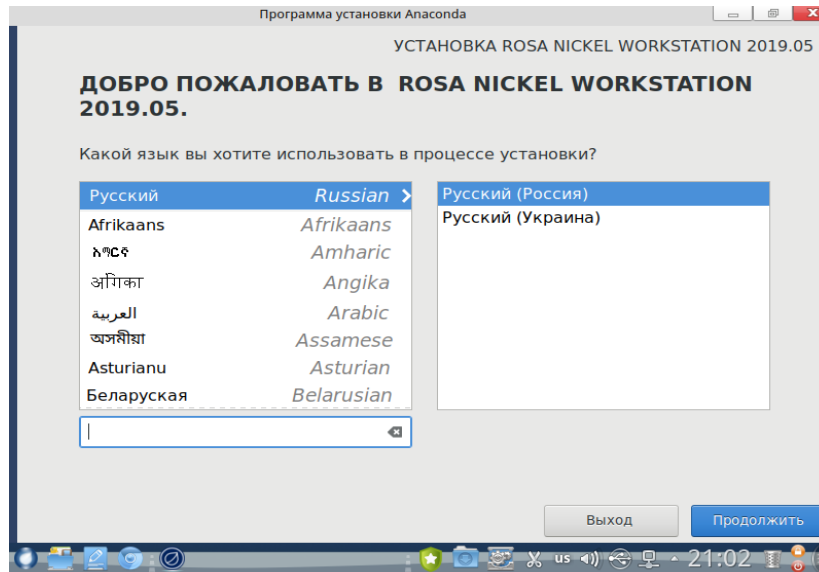 Программа установки Anaconda
УСТАНОВКА ROSA NICKEL WORKSTATION 2019.05
ДОБРО ПОЖАЛОВАТЬ В ROSA NICKEL WORKSTATION
2019.05.
Какой язык вы хотите использовать в процессе установки?
Русский Russian
Afrikaans Afrikaans
አማርኛ Amharic
अंगिका Angika
العربية Arabic
অসমীয়া Assamese
Asturianu Asturian
Беларуская Belarusian
Русский (Россия)
Русский (Украина)
Выход
Продолжить
us 21:02